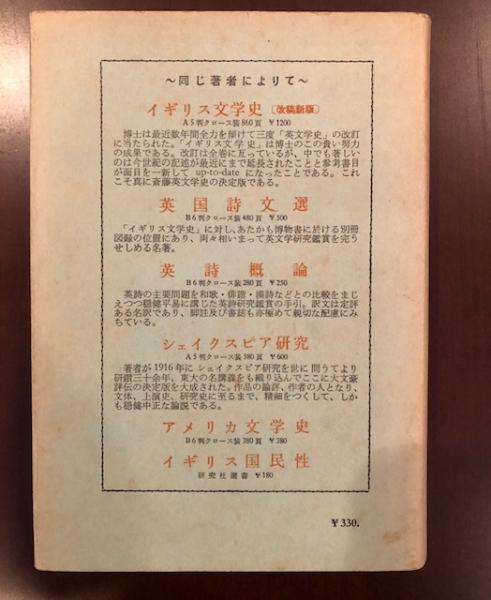 ～同じ著者によりて～
イギリス文学史〔改稿新版〕
A5判クロース装860頁 ¥1200
博士は最近数年間全力を傾けて三度「英文学史」の改訂
に当たられた。「イギリス文学史」は博士のこの貴い努力
の成果である。改訂は全巻に亙っているが、中でも著しい
のは今世紀の記述が最近にまで延長されたことと参考書目
が面目を一新して up-to-date になったことである。これ
こそ真に斎藤英文学史の決定版である。
英国詩文選
B6判クロース装480頁 ¥500
「イギリス文学史」に対し、あたかも博物書に於ける別冊
図録の位置にあり、両々相いまって英文学研究鑑賞を完う
せしめる名著。
英詩概論
B6判クロース装280頁 ¥250
英詩の主要問題を和歌・俳諧・漢詩などとの比較をまじ
えつつ穏健平易に講じた英詩研究鑑賞の手引。訳文は定評
ある名訳であり、脚註及び書誌も亦極めて親切な配慮にみ
ちている。
シェイクスピア研究
A5判クロース装580頁 ¥600
著者が1916年に シェイクスピア研究を世に 問うてより
研鑽三十余年、東大の名講義をも織り込んでここに大文豪
評伝の決定版を大成された。作品の論評、作者の人となり、
文体、上演史、研究史に至るまで、精細をつくして、しか
も穏健中正な論説である。
アメリカ文学史
B6判クロース装380頁 ¥380
イギリス国民性
研究社選書 ¥180
¥330.